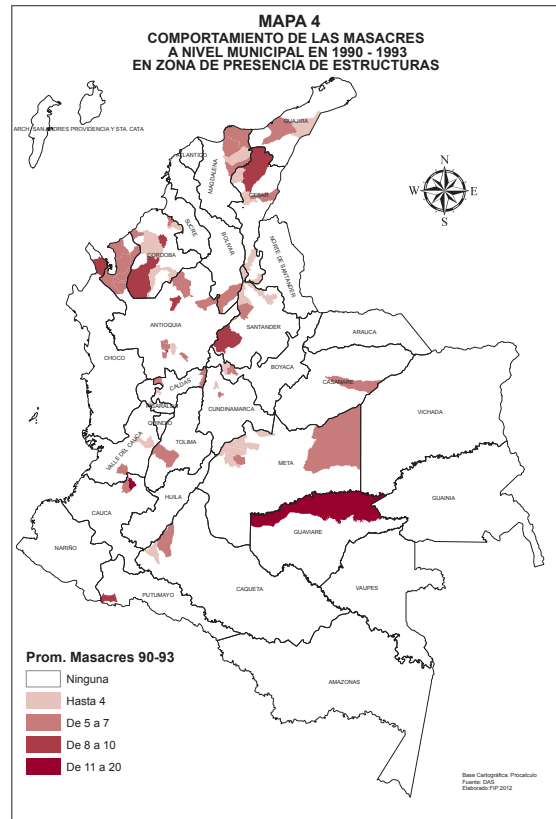 MAPA 4
COMPORTAMIENTO DE LAS MASACRES
A NIVEL MUNICIPAL EN 1990 - 1993
EN ZONA DE PRESENCIA DE ESTRUCTURAS
GUAJIRA
ARCH. SAN ANDRES PROVIDENCIA Y STA. CATA
ATLANTICO
MAGDALENA
CESAR
N
W
E
S
SUCRE
BOLIVAR
NORTE DE SANTANDER
CORDOBA
ANTIOQUIA
SANTANDER
ARAUCA
CHOCO
BOYACA
CASANARE
CALDAS
RISARALDA
CUNDINAMARCA
VICHADA
QUINDIO
TOLIMA
VALLE DEL CAUCA
META
GUAINIA
HUILA
CAUCA
GUAVIARE
NARIÑO
VAUPES
CAQUETA
PUTUMAYO
AMAZONAS
Prom. Masacres 90-93
Ninguna
Hasta 4
De 5 a 7
De 8 a 10
De 11 a 20
Base Cartográfica: Procalculo
Fuente: DAS
Elaborado:FIP 2012